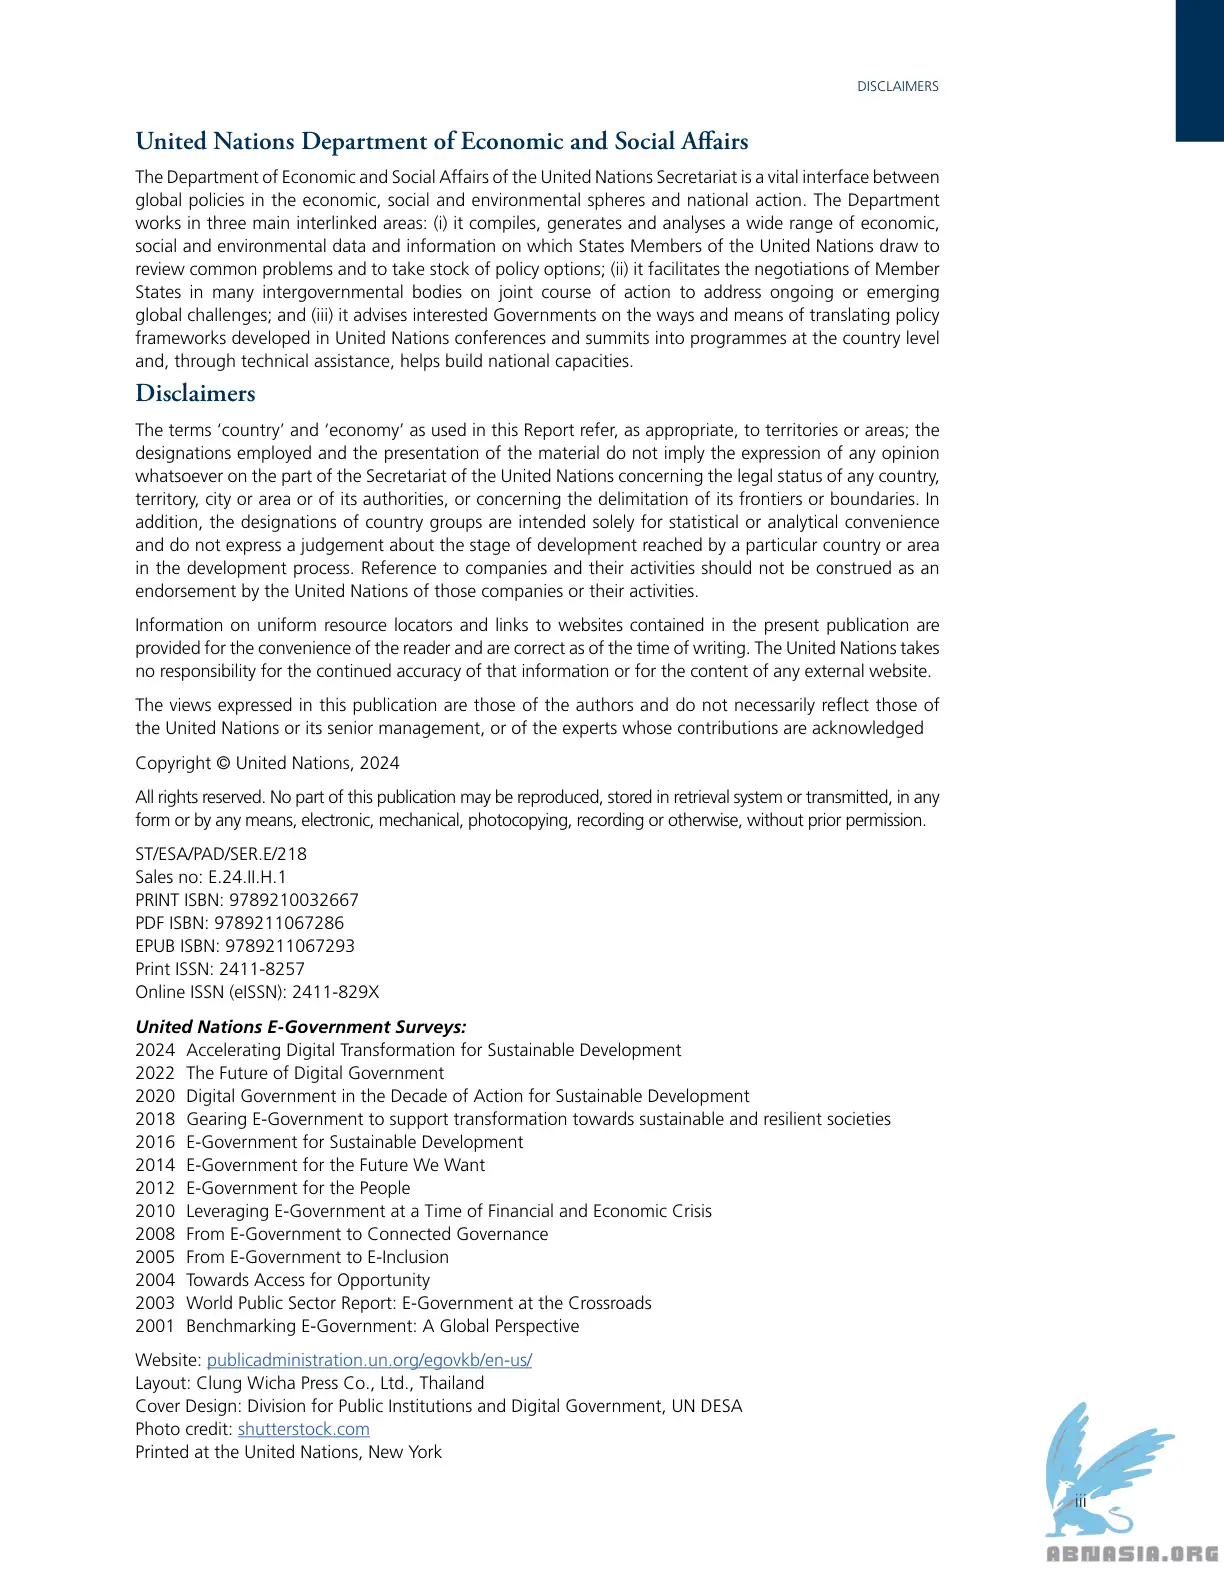 DISCLAIMERS
United Nations Department of Economic and Social Affairs
The Department of Economic and Social Affairs of the United Nations Secretariat is a vital interface between
global policies in the economic, social and environmental spheres and national action. The Department
works in three main interlinked areas: (i) it compiles, generates and analyses a wide range of economic,
social and environmental data and information on which States Members of the United Nations draw to
review common problems and to take stock of policy options; (ii) it facilitates the negotiations of Member
States in many intergovernmental bodies on joint course of action to address ongoing or emerging
global challenges; and (iii) it advises interested Governments on the ways and means of translating policy
frameworks developed in United Nations conferences and summits into programmes at the country level
and, through technical assistance, helps build national capacities.
Disclaimers
The terms ‘country’ and ‘economy’ as used in this Report refer, as appropriate, to territories or areas; the
designations employed and the presentation of the material do not imply the expression of any opinion
whatsoever on the part of the Secretariat of the United Nations concerning the legal status of any country,
territory, city or area or of its authorities, or concerning the delimitation of its frontiers or boundaries. In
addition, the designations of country groups are intended solely for statistical or analytical convenience
and do not express a judgement about the stage of development reached by a particular country or area
in the development process. Reference to companies and their activities should not be construed as an
endorsement by the United Nations of those companies or their activities.
Information on uniform resource locators and links to websites contained in the present publication are
provided for the convenience of the reader and are correct as of the time of writing. The United Nations takes
no responsibility for the continued accuracy of that information or for the content of any external website.
The views expressed in this publication are those of the authors and do not necessarily reflect those of
the United Nations or its senior management, or of the experts whose contributions are acknowledged
Copyright © United Nations, 2024
All rights reserved. No part of this publication may be reproduced, stored in retrieval system or transmitted, in any
form or by any means, electronic, mechanical, photocopying, recording or otherwise, without prior permission.
ST/ESA/PAD/SER.E/218
Sales no: E.24.II.H.1
PRINT ISBN: 9789210032667
PDF ISBN: 9789211067286
EPUB ISBN: 9789211067293
Print ISSN: 2411-8257
Online ISSN (eISSN): 2411-829X
United Nations E-Government Surveys:
2024 Accelerating Digital Transformation for Sustainable Development
2022 The Future of Digital Government
2020 Digital Government in the Decade of Action for Sustainable Development
2018 Gearing E-Government to support transformation towards sustainable and resilient societies
2016 E-Government for Sustainable Development
2014 E-Government for the Future We Want
2012 E-Government for the People
2010 Leveraging E-Government at a Time of Financial and Economic Crisis
2008 From E-Government to Connected Governance
2005 From E-Government to E-Inclusion
2004 Towards Access for Opportunity
2003 World Public Sector Report: E-Government at the Crossroads
2001 Benchmarking E-Government: A Global Perspective
Website: publicadministration.un.org/egovkb/en-us/
Layout: Clung Wicha Press Co., Ltd., Thailand
Cover Design: Division for Public Institutions and Digital Government, UN DESA
Photo credit: shutterstock.com
Printed at the United Nations, New York
iii
ABNASIA.ORG